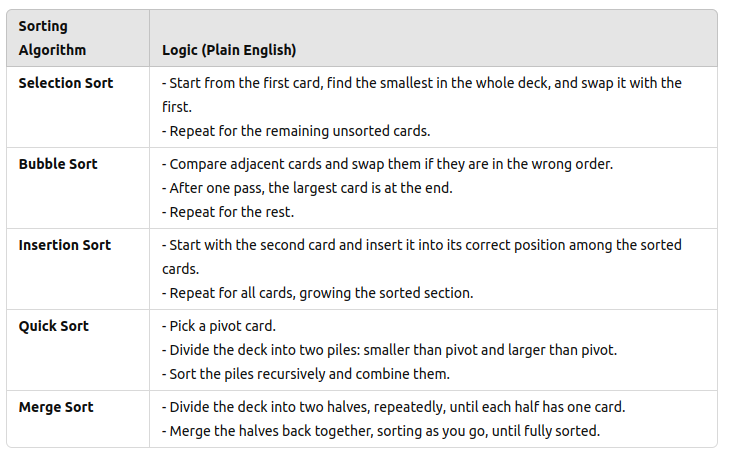 Sorting
Algorithm
Logic (Plain English)
Selection Sort
- Start from the first card, find the smallest in the whole deck, and swap it with the
first.
- Repeat for the remaining unsorted cards.
Bubble Sort
- Compare adjacent cards and swap them if they are in the wrong order.
- After one pass, the largest card is at the end.
- Repeat for the rest.
Insertion Sort
- Start with the second card and insert it into its correct position among the sorted
cards.
- Repeat for all cards, growing the sorted section.
Quick Sort
- Pick a pivot card.
- Divide the deck into two piles: smaller than pivot and larger than pivot.
- Sort the piles recursively and combine them.
Merge Sort
- Divide the deck into two halves, repeatedly, until each half has one card.
- Merge the halves back together, sorting as you go, until fully sorted.